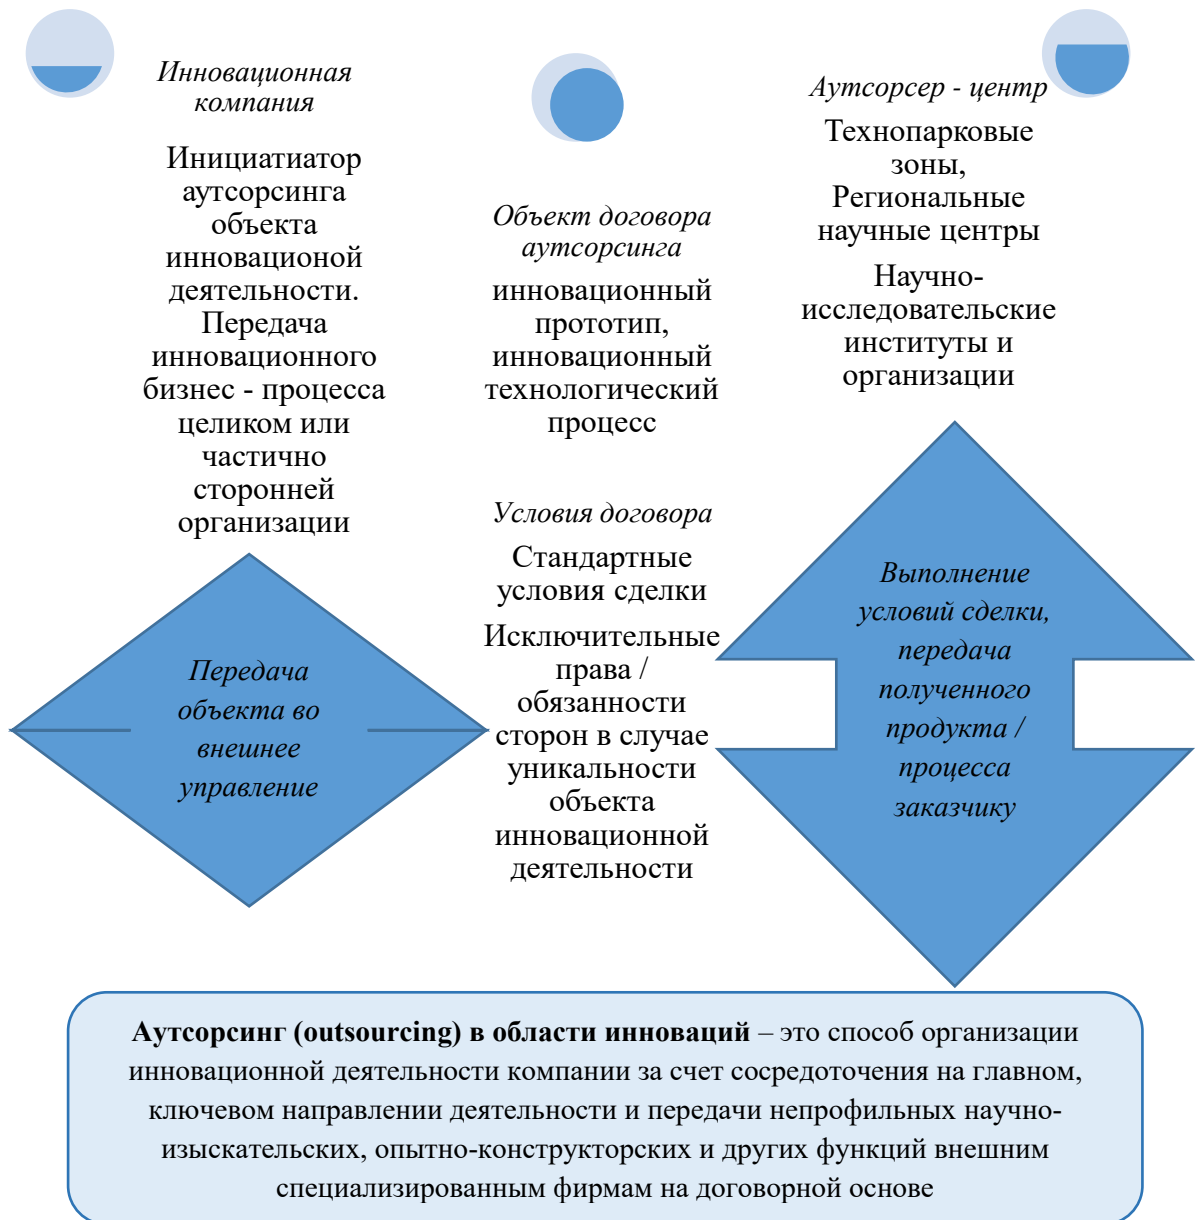 Инновационная
компания
Инициатиатор
аутсорсинга
объекта
инновационой
деятельности.
Передача
инновационного
бизнес - процесса
целиком или
частично
сторонней
организации
Передача
объекта во
внешнее
управление
Объект договора
аутсорсинга
инновационный
прототип,
инновационный
технологический
процесс
Условия договора
Стандартные
условия сделки
Исключительные
права /
обязанности
сторон в случае
уникальности
объекта
инновационной
деятельности
Аутсорсер - центр
Технопарковые
зоны,
Региональные
научные центры
Научно-
исследовательские
институты и
организации
Выполнение
условий сделки,
передача
полученного
продукта /
процесса
заказчику
Аутсорсинг (outsourcing) в области инноваций – это способ организации
инновационной деятельности компании за счет сосредоточения на главном,
ключевом направлении деятельности и передачи непрофильных научно-
изыскательских, опытно-конструкторских и других функций внешним
специализированным фирмам на договорной основе